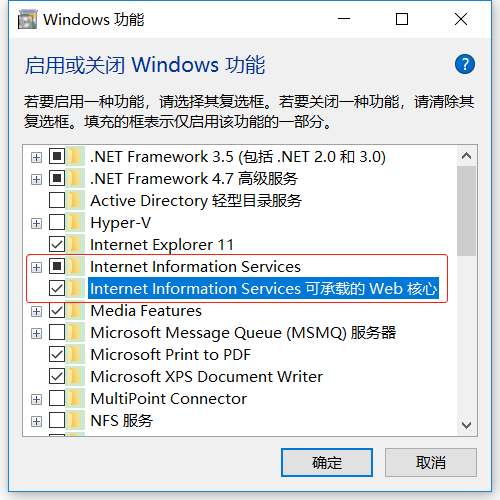 Windows 功能
启用或关闭 Windows 功能
若要启用一种功能，请选择其复选框。若要关闭一种功能，请清除其
复选框。填充的框表示仅启用该功能的一部分。
.NET Framework 3.5 (包括 .NET 2.0 和 3.0)
.NET Framework 4.7 高级服务
Active Directory 轻型目录服务
Hyper-V
Internet Explorer 11
Internet Information Services
Internet Information Services 可承载的 Web 核心
Media Features
Microsoft Message Queue (MSMQ) 服务器
Microsoft Print to PDF
Microsoft XPS Document Writer
MultiPoint Connector
NFS 服务
确定
取消